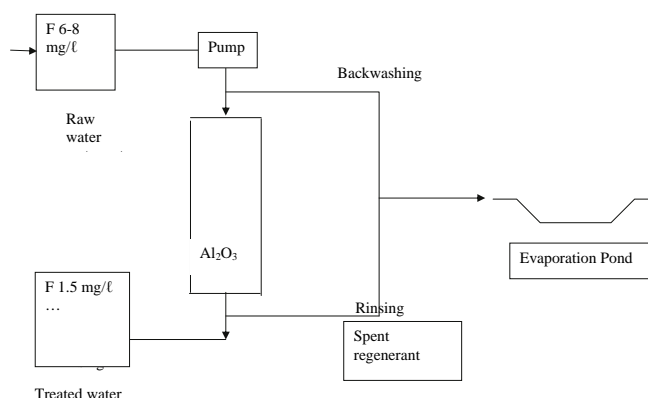 F 6-8
mg/ℓ
Pump
Backwashing
Raw
water
Al₂O₃
Evaporation Pond
F 1.5 mg/ℓ
…
Rinsing
Spent
regenerant
Treated water